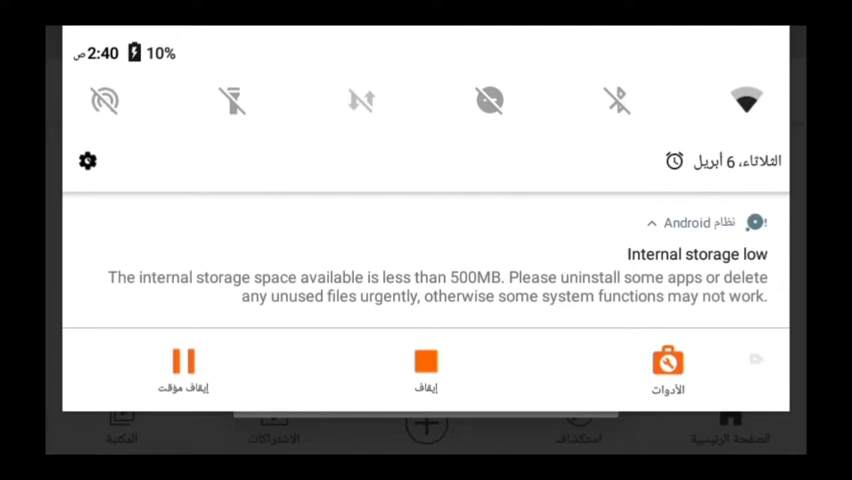 2:40 ص 10%
الثلاثاء، 6 أبريل
نظام Android
Internal storage low
The internal storage space available is less than 500MB. Please uninstall some apps or delete
any unused files urgently, otherwise some system functions may not work.
الأدوات
إيقاف
إيقاف مؤقت
الصفحة الرئيسية
استكشاف
الاشتراكات
المكتبة